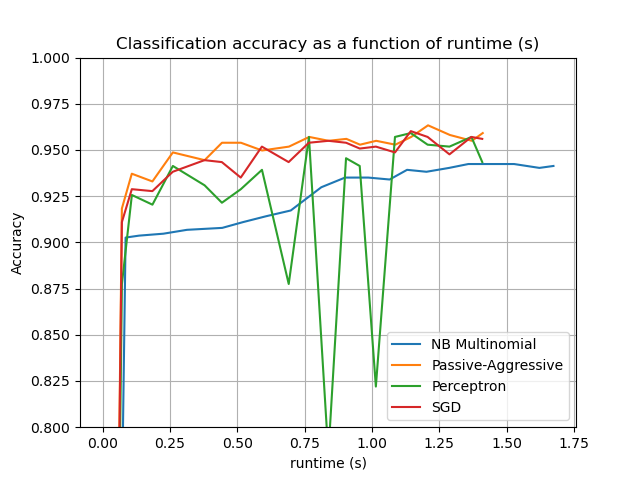 Classification accuracy as a function of runtime (s)
1.000
0.975
0.950
0.925
0.900
0.875
0.850
0.825
0.800
Accuracy
NB Multinomial
Passive-Aggressive
Perceptron
SGD
0.00 0.25 0.50 0.75 1.00 1.25 1.50 1.75
runtime (s)